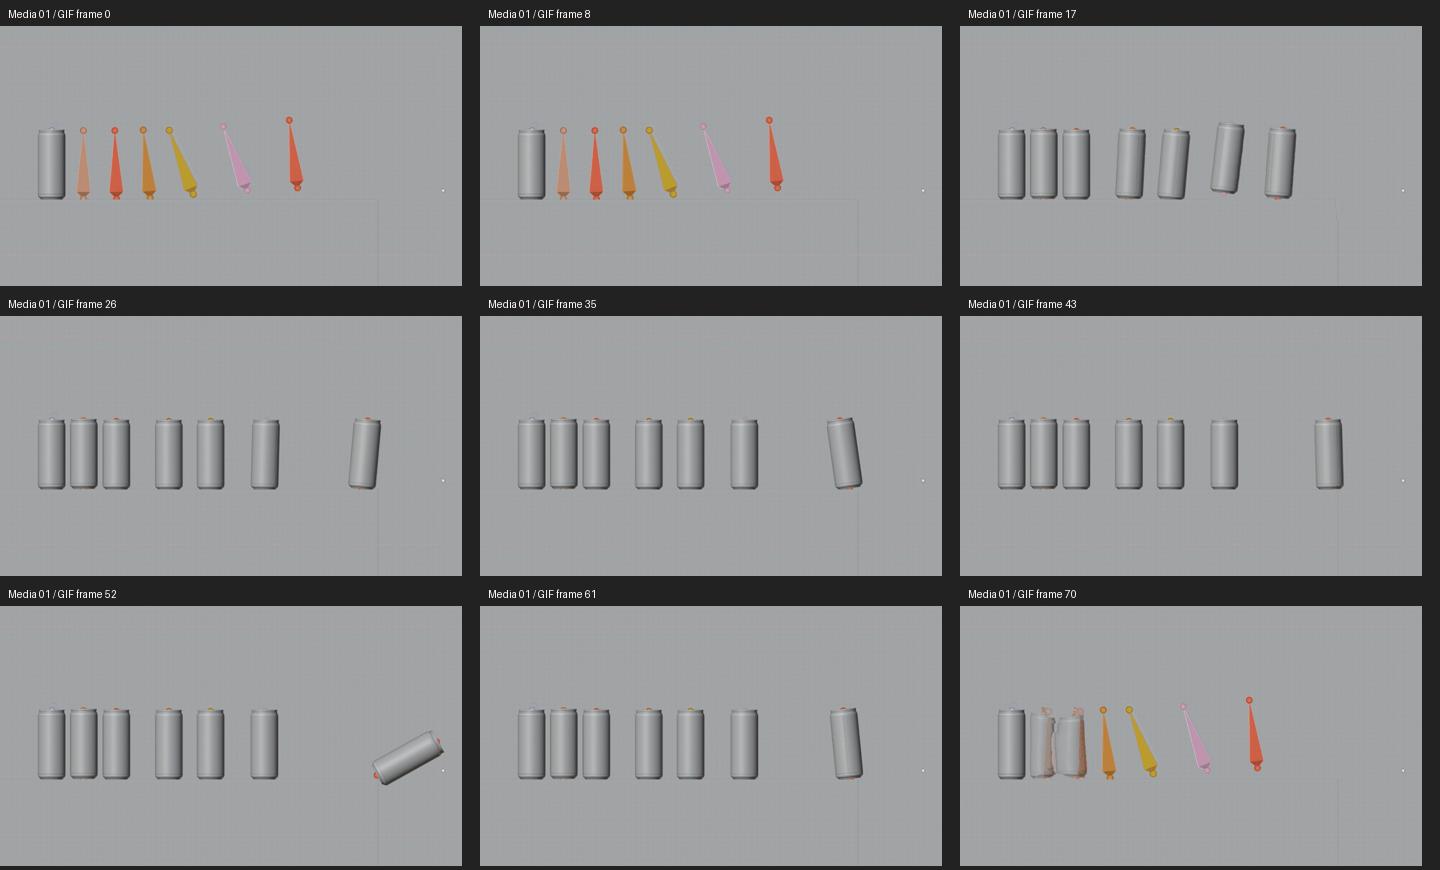 Media 01 / GIF frame 0
Media 01 / GIF frame 8
Media 01 / GIF frame 17
Media 01 / GIF frame 26
Media 01 / GIF frame 35
Media 01 / GIF frame 43
Media 01 / GIF frame 52
Media 01 / GIF frame 61
Media 01 / GIF frame 70